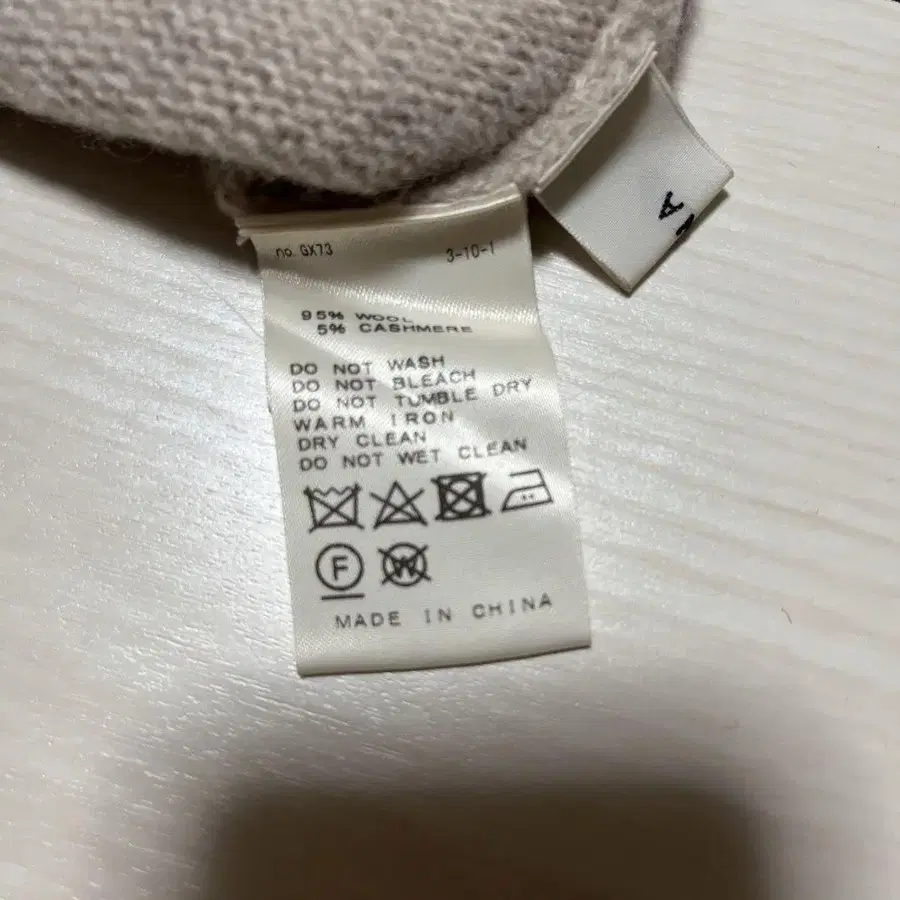 no. GX73 3-10-1
95% WOOL
5% CASHMERE
DO NOT WASH
DO NOT BLEACH
DO NOT TUMBLE DRY
WARM IRON
DRY CLEAN
DO NOT WET CLEAN
F W
MADE IN CHINA
A